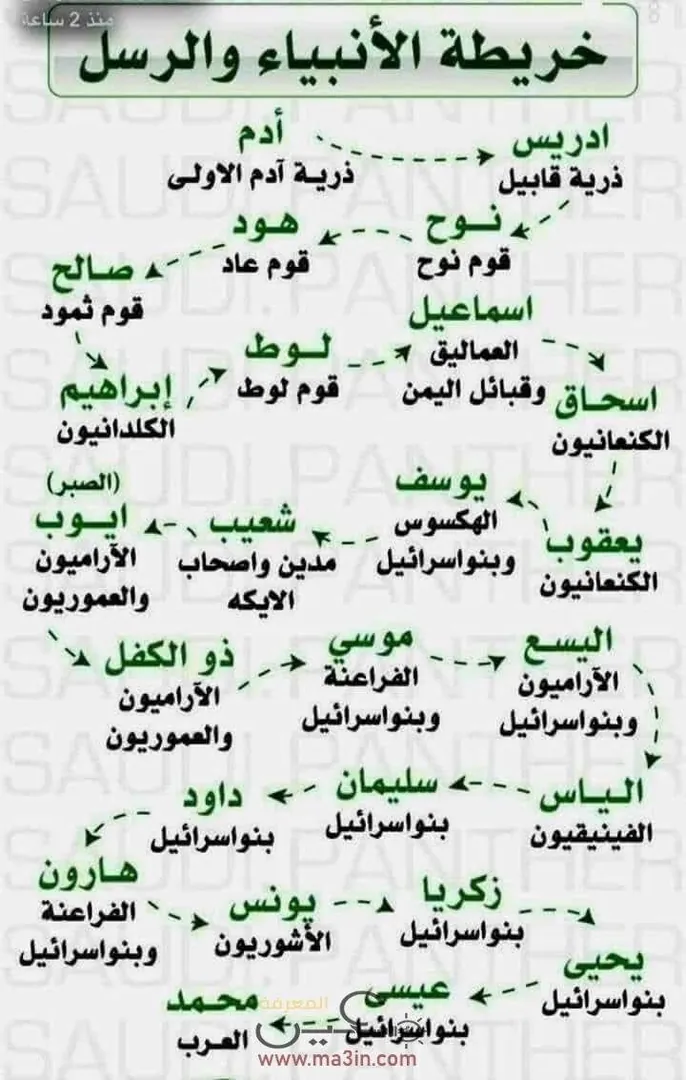 منذ 2 ساعة
خريطة الأنبياء والرسل
أدم
ذرية آدم الاولى
ادريس
ذرية قابيل
نوح
قوم نوح
هود
قوم عاد
صالح
قوم ثمود
إبراهيم
الكلدانيون
لوط
قوم لوط
اسماعيل
العماليق
وقبائل اليمن
اسحاق
الكنعانيون
يعقوب
الكنعانيون
يوسف
الهكسوس
وبنواسرائيل
شعيب
مدين واصحاب
الايكه
(الصبر)
ايوب
الآراميون
والعموريون
ذو الكفل
الآراميون
والعموريون
موسي
الفراعنة
وبنواسرائيل
اليسع
الآراميون
وبنواسرائيل
الياس
الفينيقيون
سليمان
بنواسرائيل
داود
بنواسرائيل
هارون
الفراعنة
وبنواسرائيل
يونس
الأشوريون
زكريا
بنواسرائيل
يحيى
بنواسرائيل
عيسى
بنواسرائيل
محمد
العرب
المعرفة
www.ma3in.com
SAUDI.PANTHER